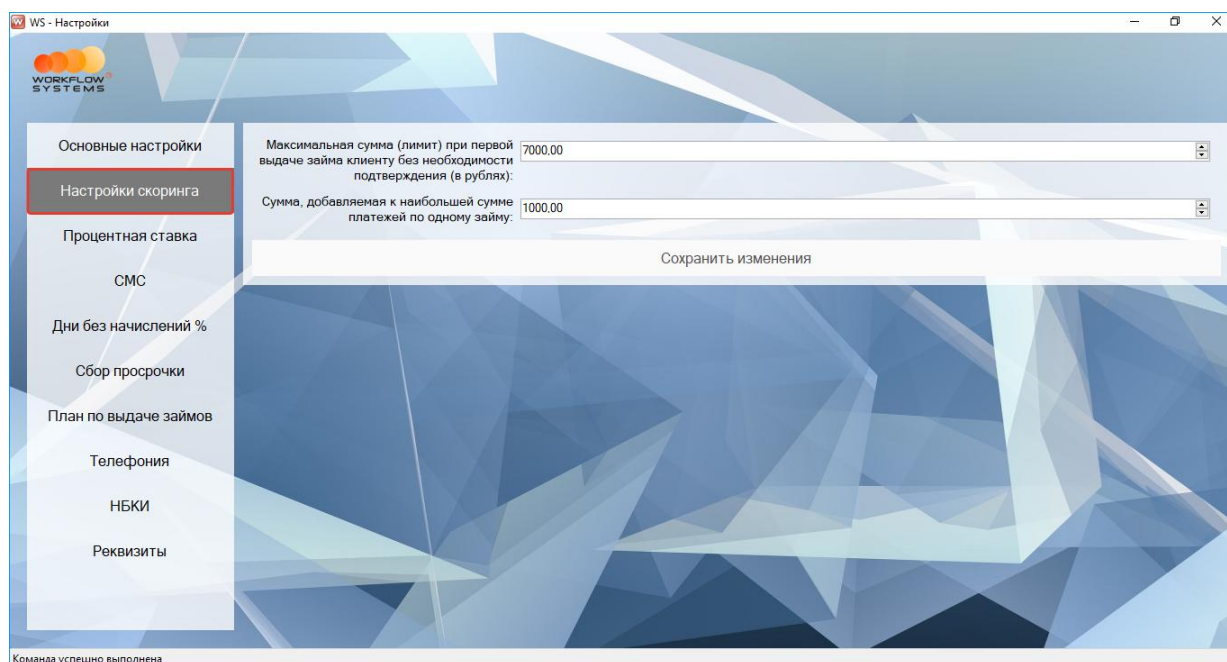 WS - Настройки
WORKFLOW
SYSTEMS
Основные настройки
Настройки скоринга
Процентная ставка
СМС
Дни без начислений %
Сбор просрочки
План по выдаче займов
Телефония
НБКИ
Реквизиты
Максимальная сумма (лимит) при первой
выдаче займа клиенту без необходимости
подтверждения (в рублях):
7000,00
Сумма, добавляемая к наибольшей сумме
платежей по одному займу:
1000,00
Сохранить изменения
Команда успешно выполнена